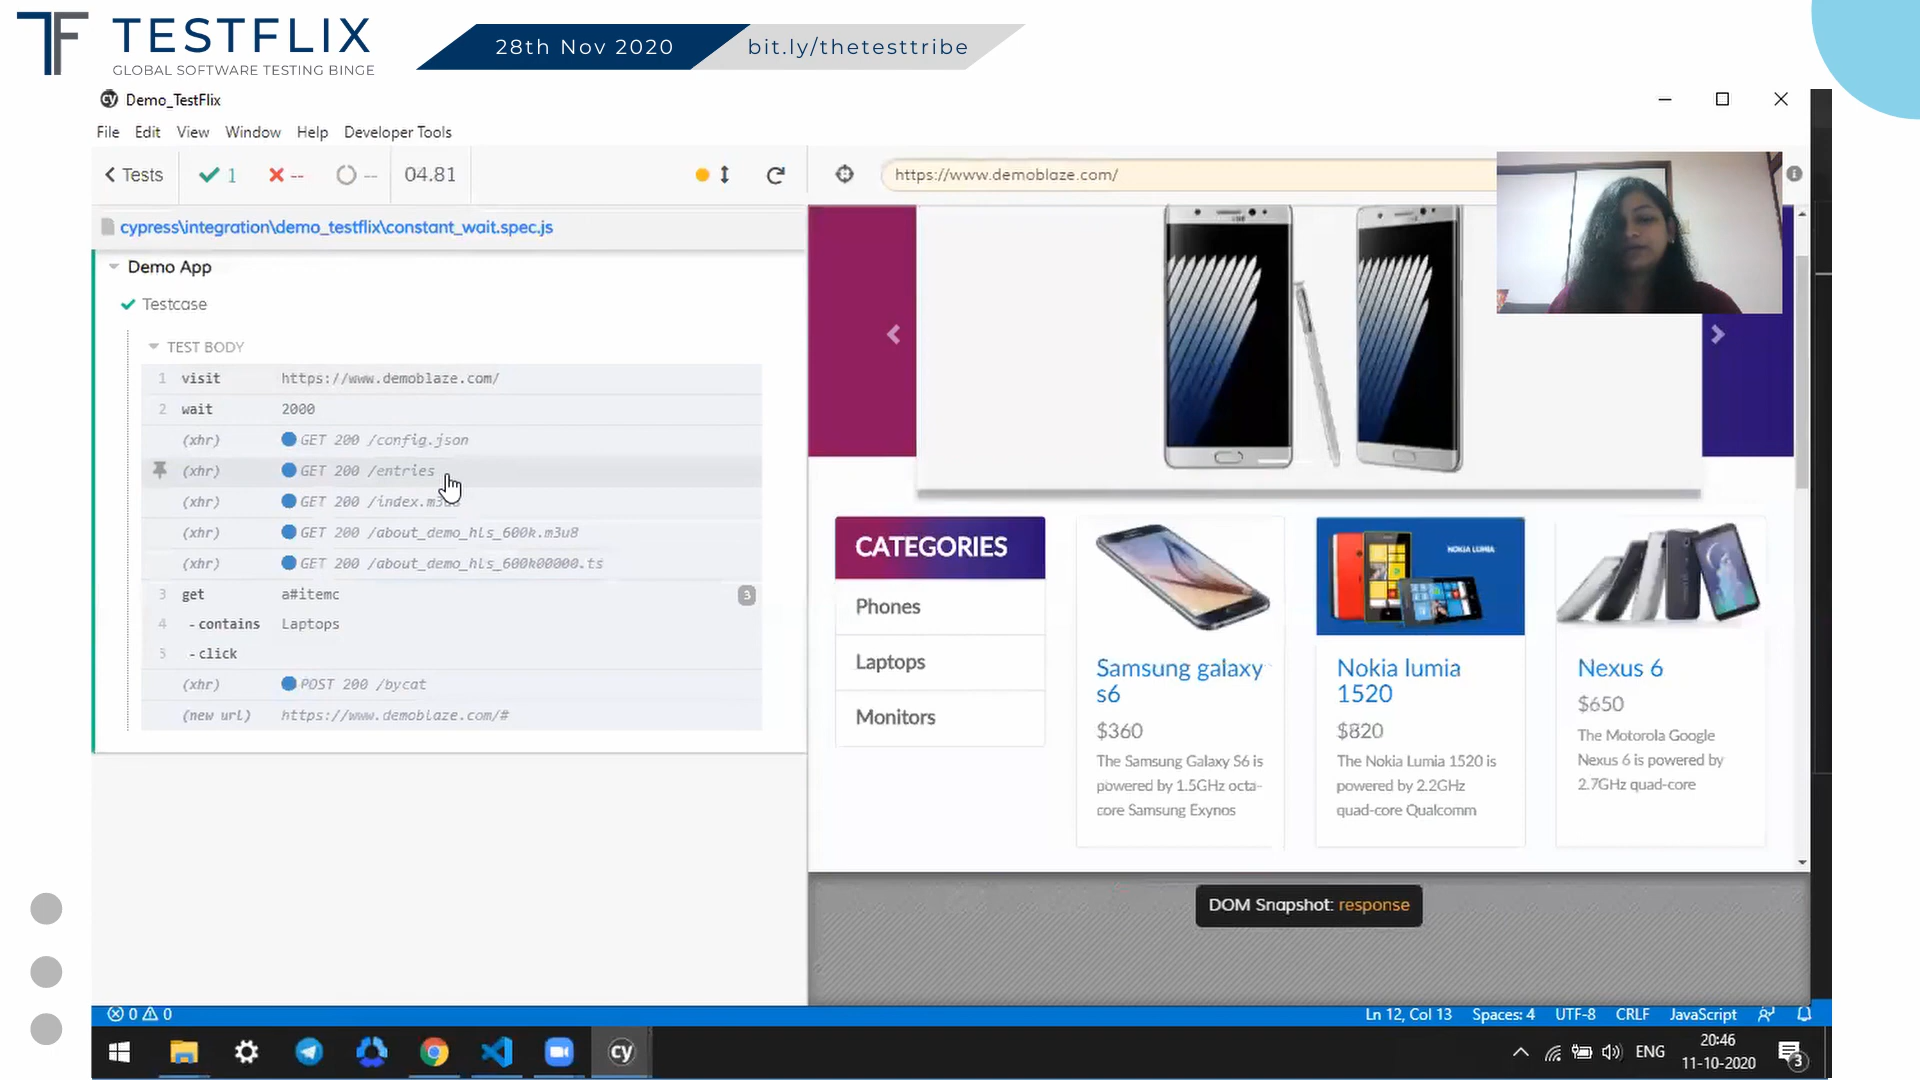 TF TESTFLIX
GLOBAL SOFTWARE TESTING BINGE
28th Nov 2020
bit.ly/thetesttribe
cy Demo_TestFlix
File Edit View Window Help Developer Tools
Tests 1 -- -- 04.81
https://www.demoblaze.com/
cypress\integration\demo_testflix\constant_wait.spec.js
Demo App
Testcase
TEST BODY
1 visit https://www.demoblaze.com/
2 wait 2000
(xhr) GET 200 /config.json
(xhr) GET 200 /entries
(xhr) GET 200 /index.m3u8
(xhr) GET 200 /about_demo_hls_600k.m3u8
(xhr) GET 200 /about_demo_hls_600k00000.ts
3 get a#itemc 3
4 -contains Laptops
5 -click
(xhr) POST 200 /bycat
(new url) https://www.demoblaze.com/#
CATEGORIES
Phones
Laptops
Monitors
Samsung galaxy
s6
$360
The Samsung Galaxy S6 is
powered by 1.5GHz octa-
core Samsung Exynos
NOKIA LUMIA
Nokia lumia
1520
$820
The Nokia Lumia 1520 is
powered by 2.2GHz
quad-core Qualcomm
Nexus 6
$650
The Motorola Google
Nexus 6 is powered by
2.7GHz quad-core
DOM Snapshot: response
0 0
Ln 12, Col 13 Spaces: 4 UTF-8 CRLF JavaScript
cy
ENG
20:46
11-10-2020
3